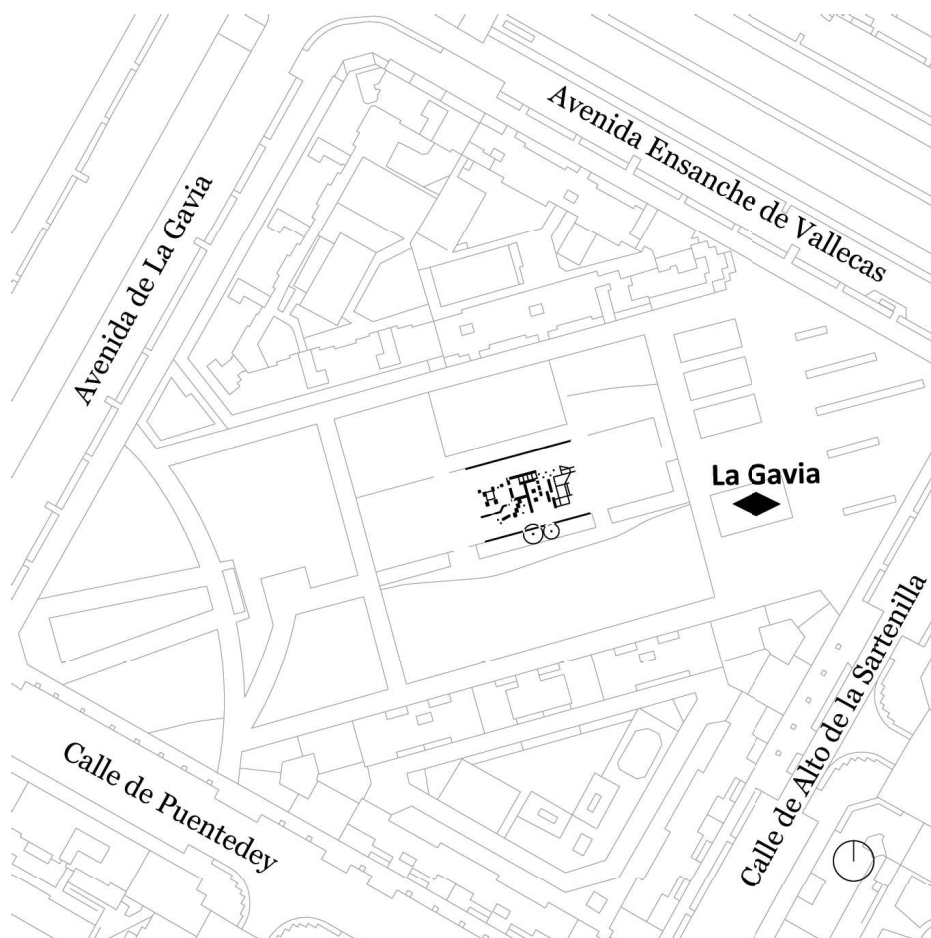 Avenida Ensanche de Vallecas
Avenida de La Gavia
La Gavia
Calle de Alto de la Sartenilla
Calle de Puentedey